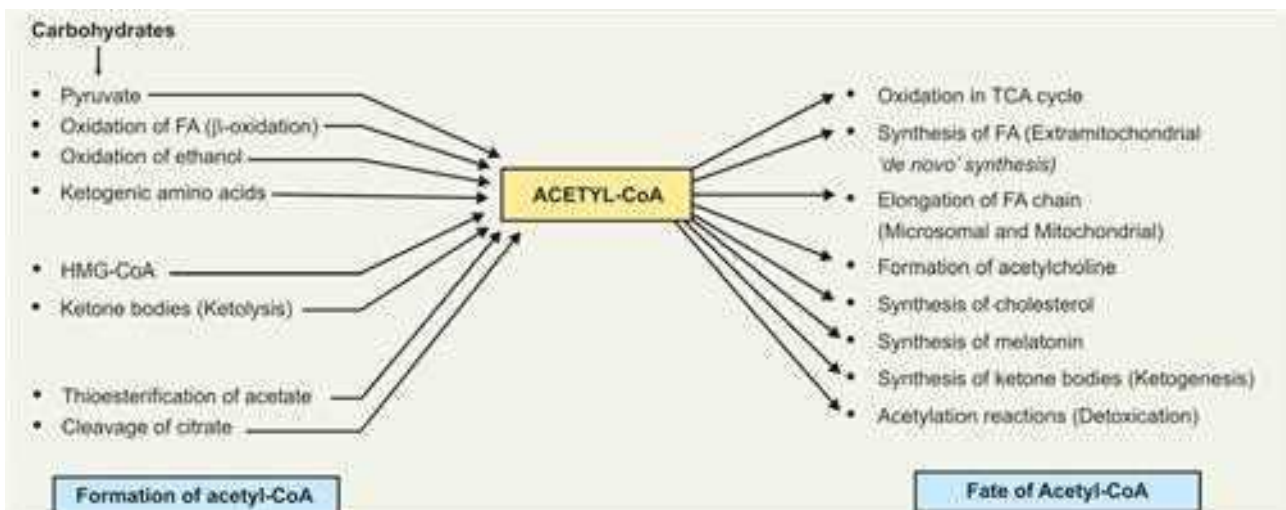 Carbohydrates
• Pyruvate
• Oxidation of FA (β-oxidation)
• Oxidation of ethanol
• Ketogenic amino acids
• HMG-CoA
• Ketone bodies (Ketolysis)
• Thioesterification of acetate
• Cleavage of citrate
Formation of acetyl-CoA
ACETYL-CoA
• Oxidation in TCA cycle
• Synthesis of FA (Extramitochondrial
'de novo' synthesis)
• Elongation of FA chain
(Microsomal and Mitochondrial)
• Formation of acetylcholine
• Synthesis of cholesterol
• Synthesis of melatonin
• Synthesis of ketone bodies (Ketogenesis)
• Acetylation reactions (Detoxication)
Fate of Acetyl-CoA